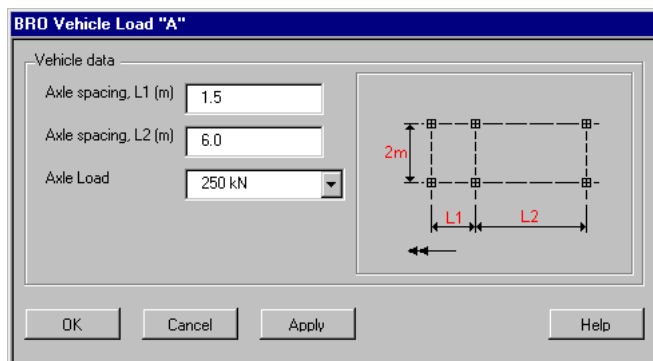 BRO Vehicle Load "A"
Vehicle data
Axle spacing, L1 (m) 1.5
Axle spacing, L2 (m) 6.0
Axle Load 250 kN
2m
L1 L2
OK Cancel Apply Help